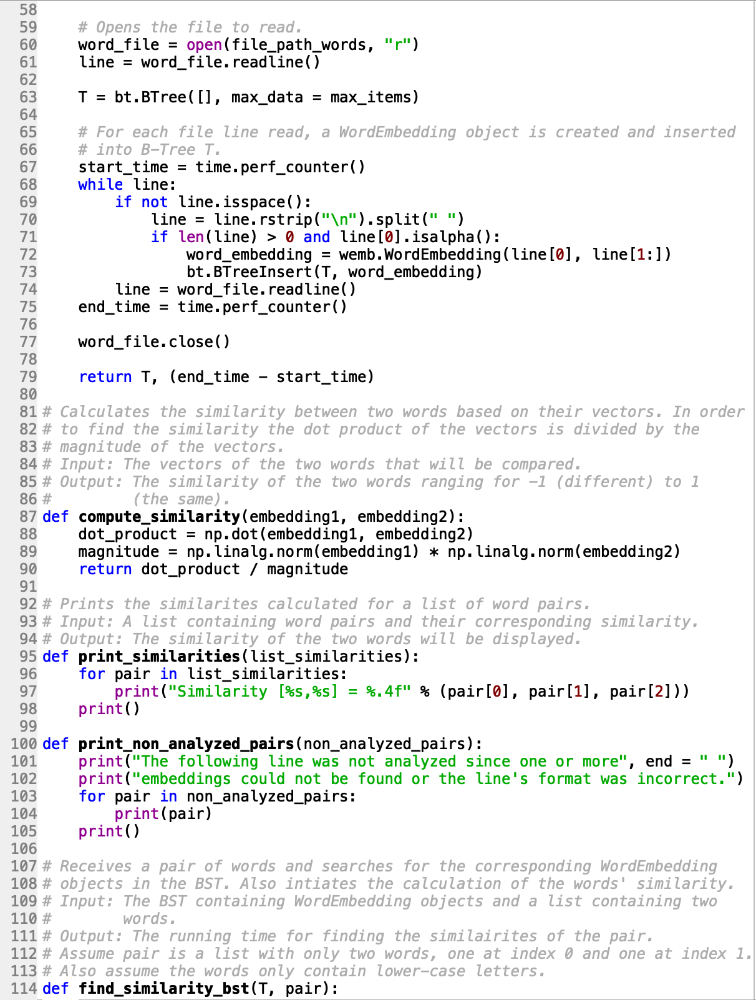 58
59     # Opens the file to read.
60     word_file = open(file_path_words, "r")
61     line = word_file.readline()
62
63     T = bt.BTree([], max_data = max_items)
64
65     # For each file line read, a WordEmbedding object is created and inserted
66     # into B-Tree T.
67     start_time = time.perf_counter()
68     while line:
69         if not line.isspace():
70             line = line.rstrip("\n").split(" ")
71             if len(line) > 0 and line[0].isalpha():
72                 word_embedding = wemb.WordEmbedding(line[0], line[1:])
73                 bt.BTreeInsert(T, word_embedding)
74         line = word_file.readline()
75     end_time = time.perf_counter()
76
77     word_file.close()
78
79     return T, (end_time - start_time)
80
81 # Calculates the similarity between two words based on their vectors. In order
82 # to find the similarity the dot product of the vectors is divided by the
83 # magnitude of the vectors.
84 # Input: The vectors of the two words that will be compared.
85 # Output: The similarity of the two words ranging for -1 (different) to 1
86 #         (the same).
87 def compute_similarity(embedding1, embedding2):
88     dot_product = np.dot(embedding1, embedding2)
89     magnitude = np.linalg.norm(embedding1) * np.linalg.norm(embedding2)
90     return dot_product / magnitude
91
92 # Prints the similarites calculated for a list of word pairs.
93 # Input: A list containing word pairs and their corresponding similarity.
94 # Output: The similarity of the two words will be displayed.
95 def print_similarities(list_similarities):
96     for pair in list_similarities:
97         print("Similarity [%s,%s] = %.4f" % (pair[0], pair[1], pair[2]))
98     print()
99
100 def print_non_analyzed_pairs(non_analyzed_pairs):
101     print("The following line was not analyzed since one or more", end = " ")
102     print("embeddings could not be found or the line's format was incorrect.")
103     for pair in non_analyzed_pairs:
104         print(pair)
105     print()
106
107 # Receives a pair of words and searches for the corresponding WordEmbedding
108 # objects in the BST. Also intiates the calculation of the words' similarity.
109 # Input: The BST containing WordEmbedding objects and a list containing two
110 #        words.
111 # Output: The running time for finding the similairites of the pair.
112 # Assume pair is a list with only two words, one at index 0 and one at index 1.
113 # Also assume the words only contain lower-case letters.
114 def find_similarity_bst(T, pair):